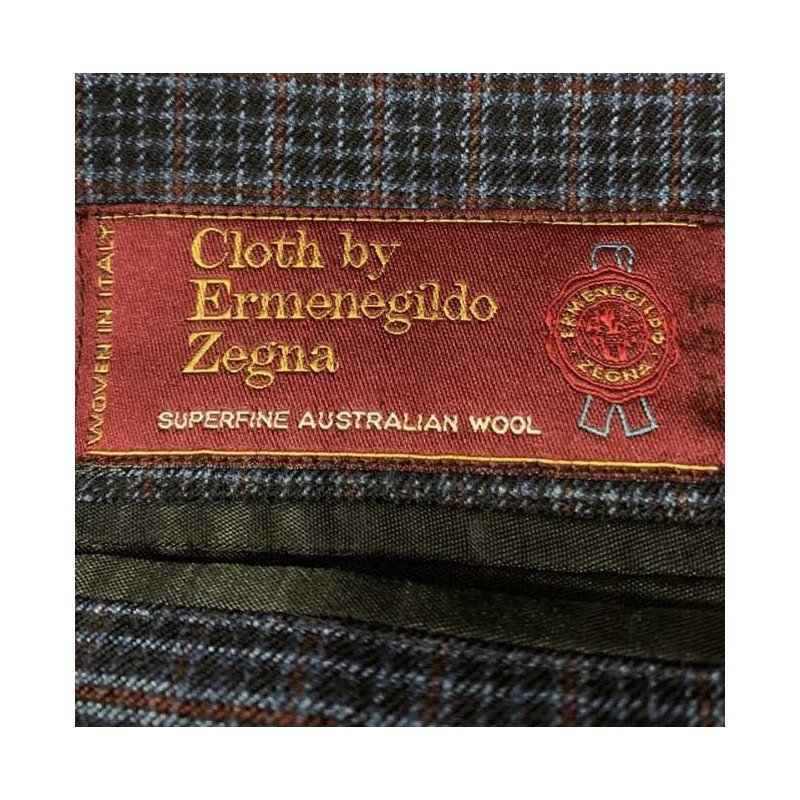 WOVEN IN ITALY
Cloth by
Ermenegildo
Zegna
SUPERFINE AUSTRALIAN WOOL
ERMENEGILDO
ZEGNA